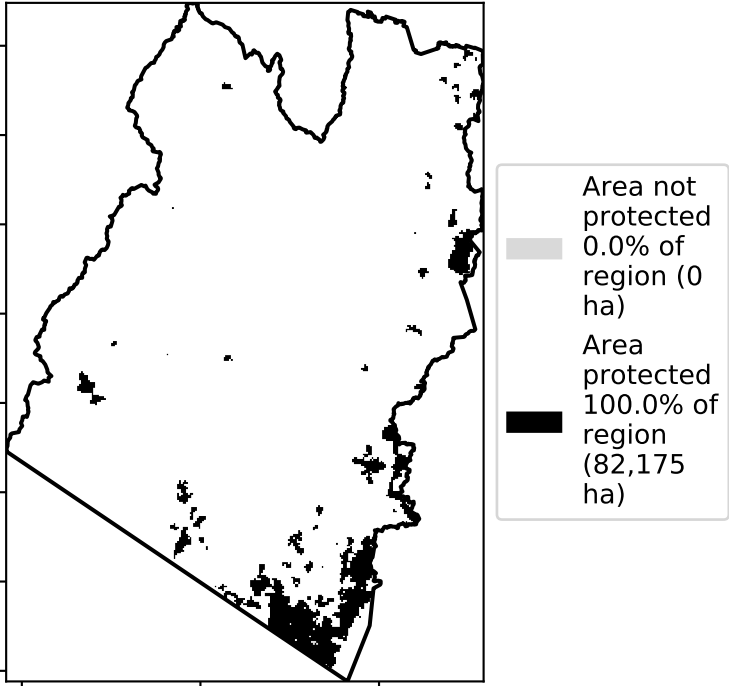 Area not
protected
0.0% of
region (0
ha)
Area
protected
100.0% of
region
(82,175
ha)